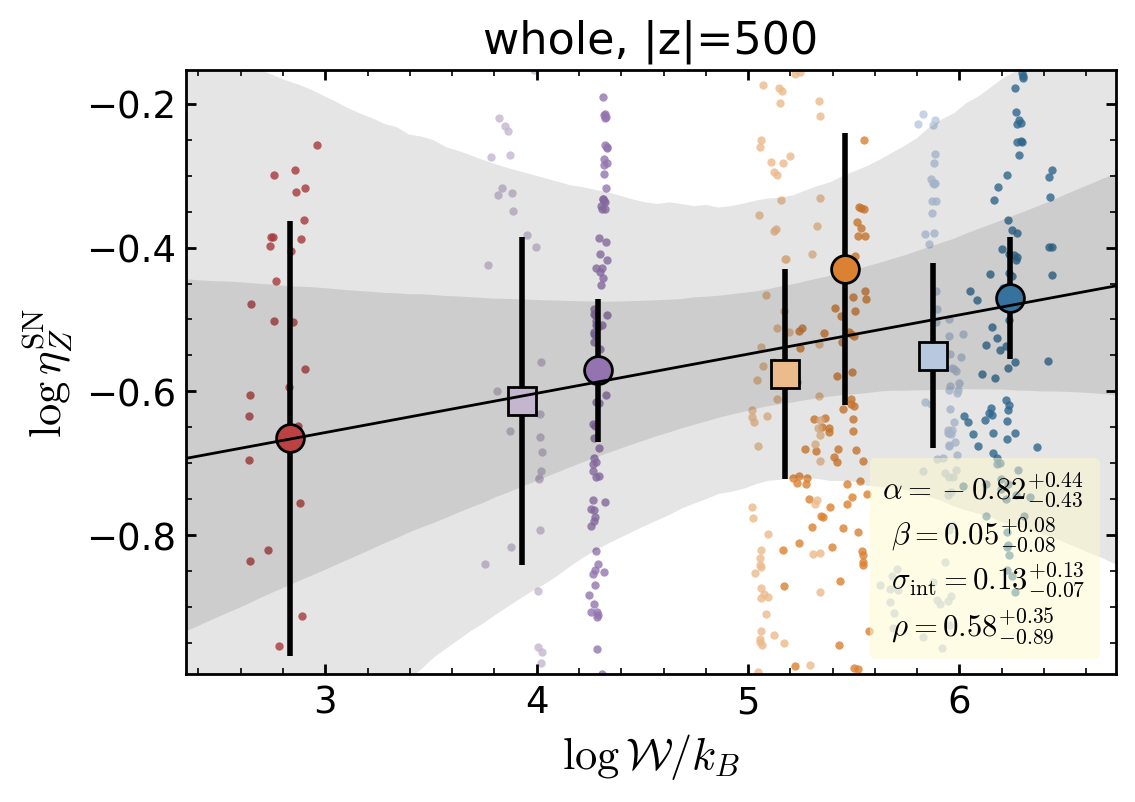 whole, |z|=500
log η_Z^SN
−0.2
−0.4
−0.6
−0.8
α = − 0.82^{+0.44}_{−0.43}
β = 0.05^{+0.08}_{−0.08}
σ_int = 0.13^{+0.13}_{−0.07}
ρ = 0.58^{+0.35}_{−0.89}
3 4 5 6
log 𝒲/k_B